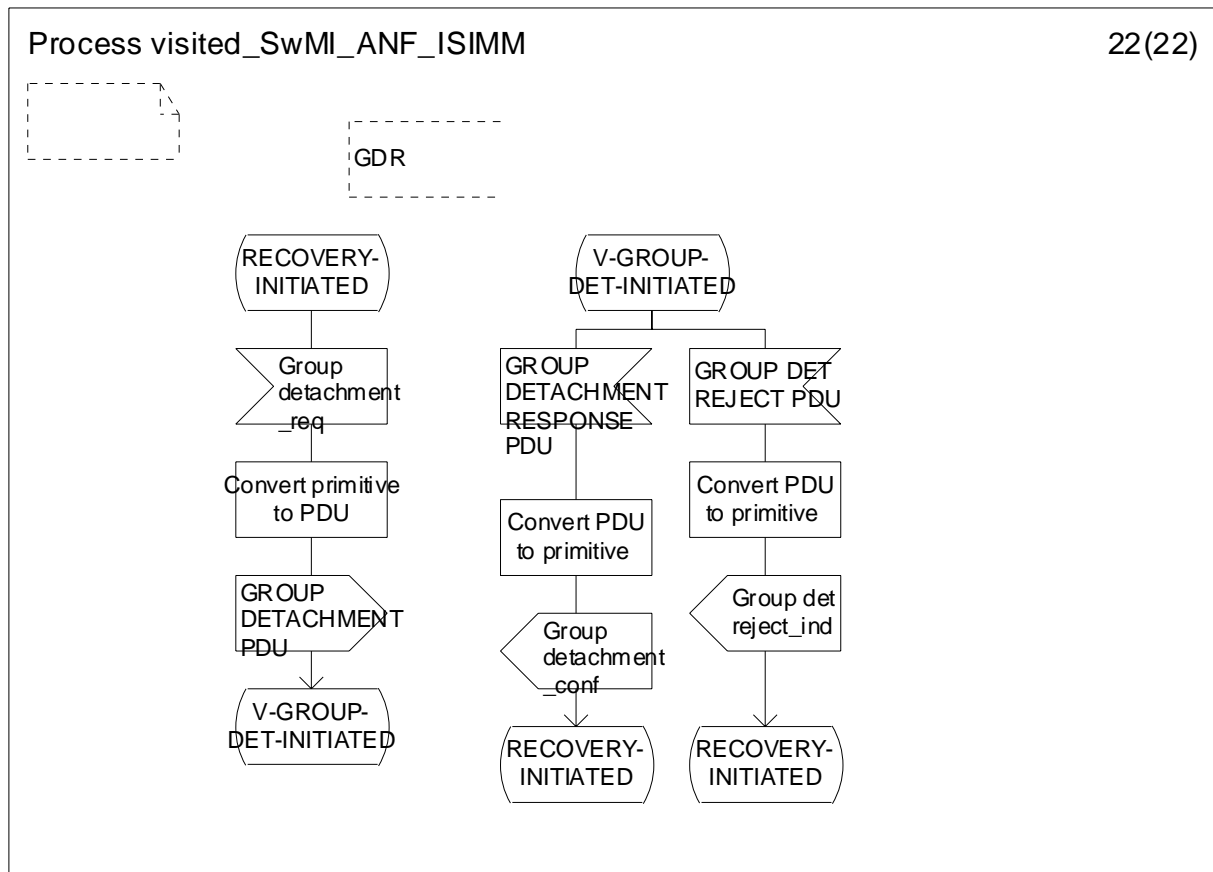 Process visited_SwMI_ANF_ISIMM
22(22)
GDR
RECOVERY-
INITIATED
Group
detachment
_req
Convert primitive
to PDU
GROUP
DETACHMENT
PDU
V-GROUP-
DET-INITIATED
V-GROUP-
DET-INITIATED
GROUP
DETACHMENT
RESPONSE
PDU
Convert PDU
to primitive
Group
detachment
_conf
RECOVERY-
INITIATED
GROUP DET
REJECT PDU
Convert PDU
to primitive
Group det
reject_ind
RECOVERY-
INITIATED